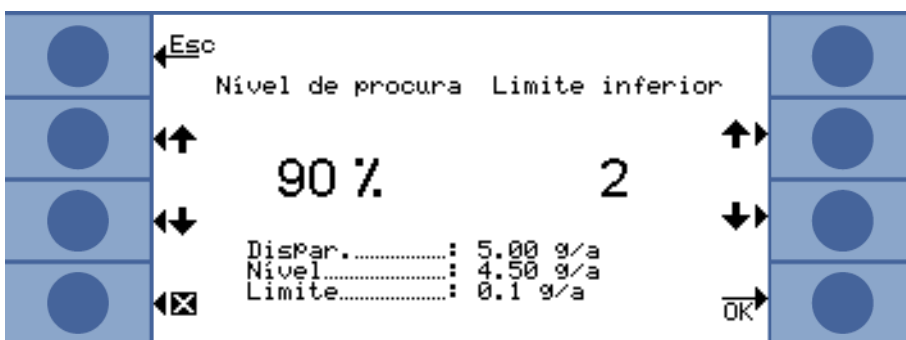 Esc
Nível de procura Limite inferior
90 % 2
Dispar.................: 5.00 g/a
Nível.................: 4.50 g/a
Limite.................: 0.1 g/a
OK